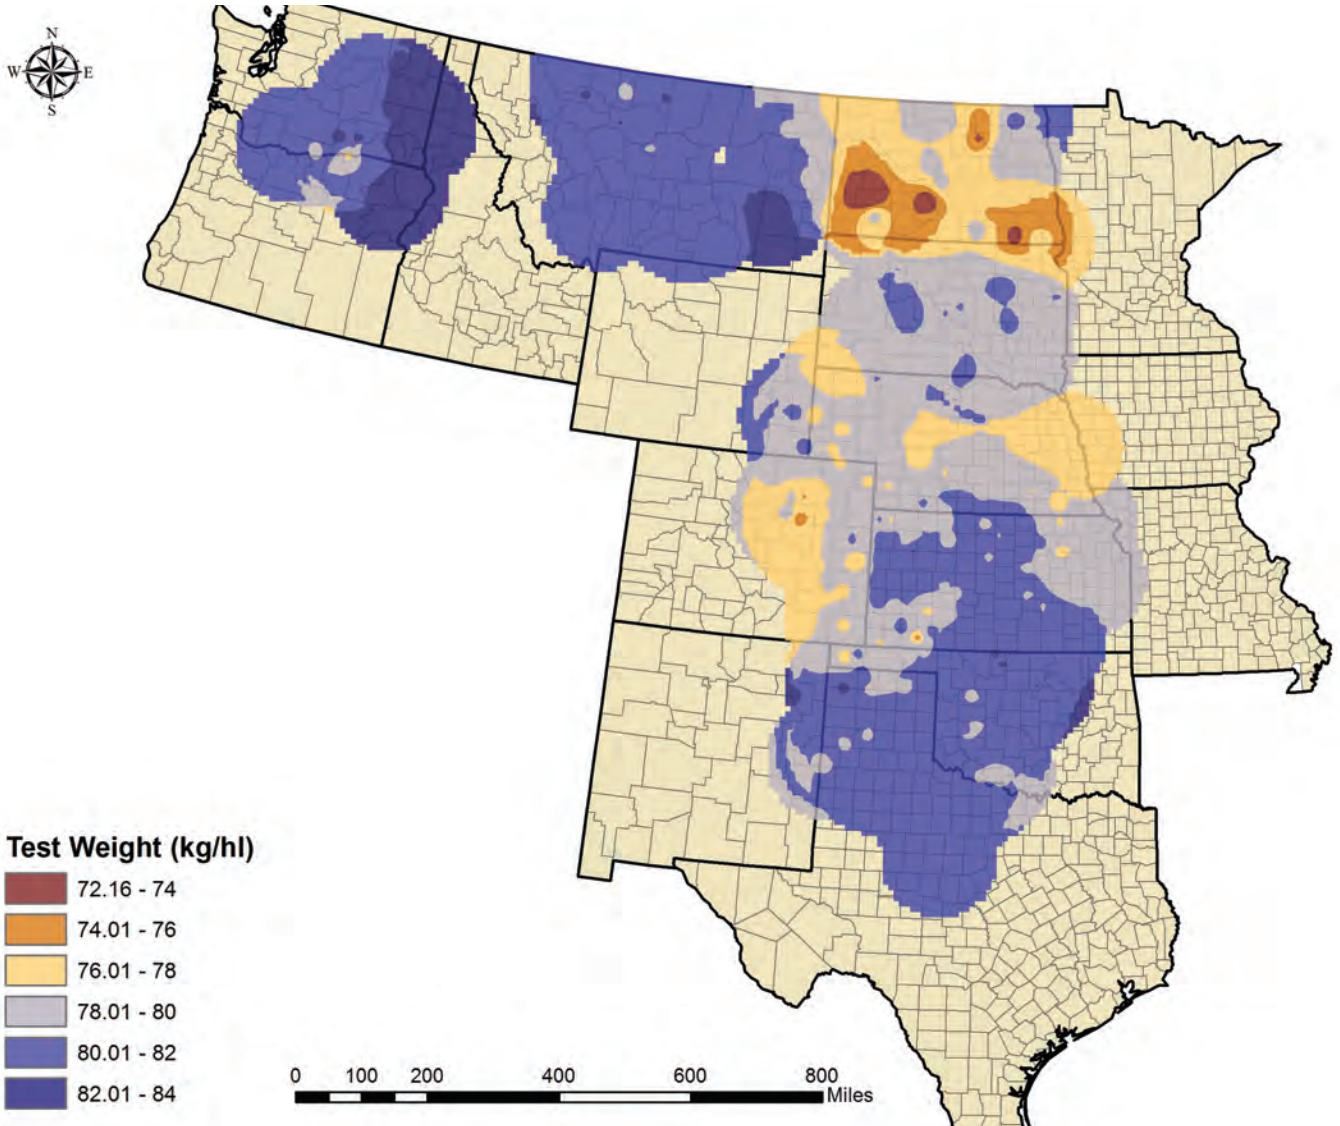 N
W E
S
Test Weight (kg/hl)
72.16 - 74
74.01 - 76
76.01 - 78
78.01 - 80
80.01 - 82
82.01 - 84
0 100 200 400 600 800
Miles